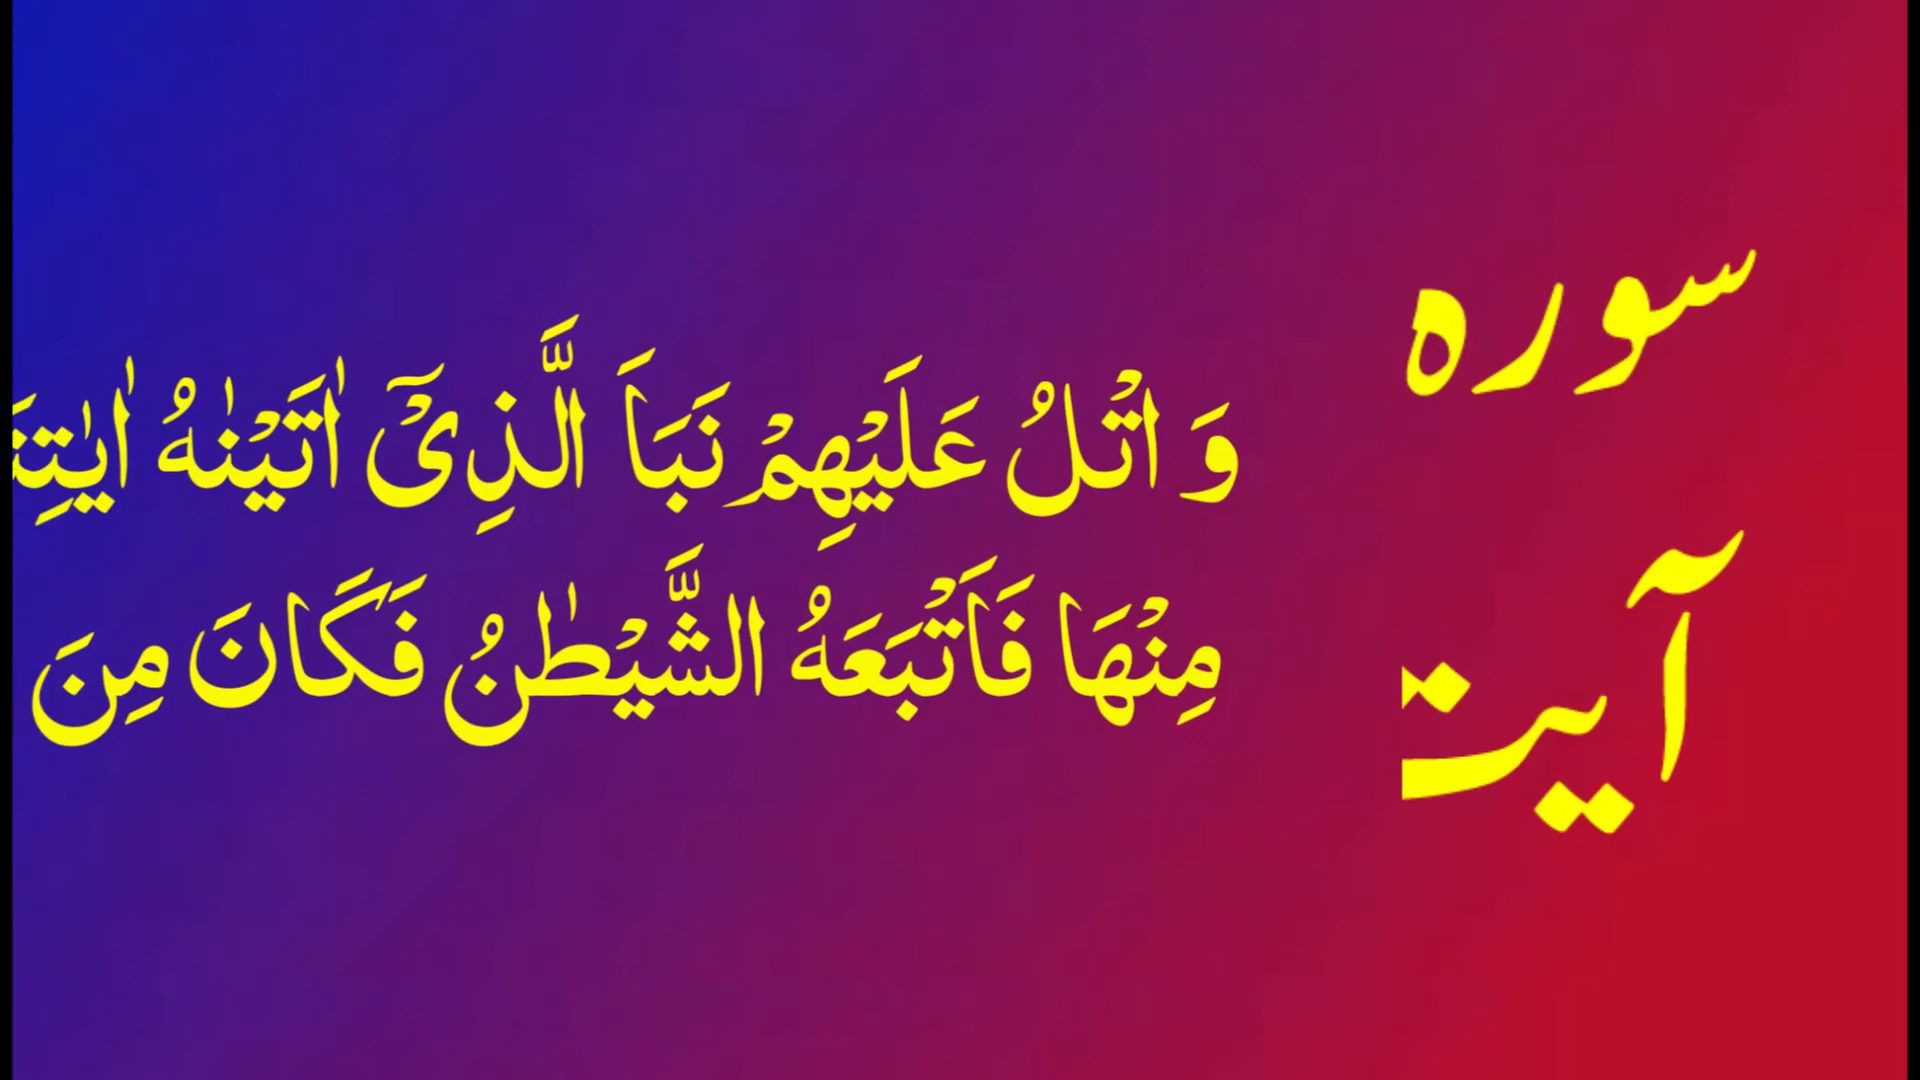 سورہ
آیت
وَ اتْلُ عَلَیْهِمْ نَبَاَ الَّذِیْۤ اٰتَیْنٰهُ
مِنْهَا فَاَتْبَعَهُ الشَّیْطٰنُ فَكَانَ مِنَ